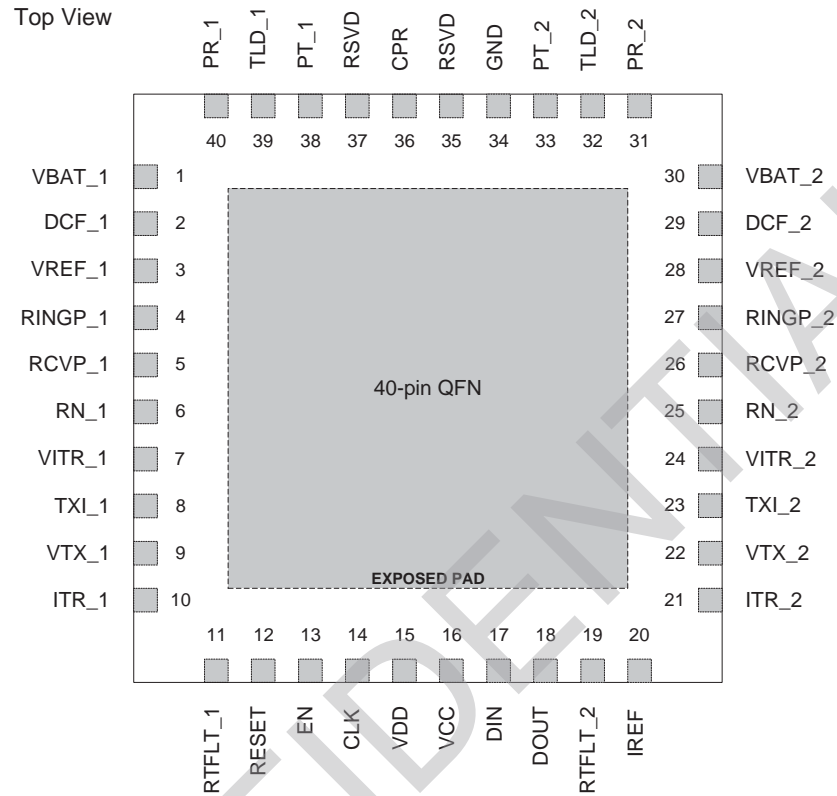 Top View
PR_1 TLD_1 PT_1 RSVD CPR RSVD GND PT_2 TLD_2 PR_2
40 39 38 37 36 35 34 33 32 31
VBAT_1 1 30 VBAT_2
DCF_1 2 29 DCF_2
VREF_1 3 28 VREF_2
RINGP_1 4 27 RINGP_2
RCVP_1 5 26 RCVP_2
40-pin QFN
RN_1 6 25 RN_2
VITR_1 7 24 VITR_2
TXI_1 8 23 TXI_2
VTX_1 9 22 VTX_2
EXPOSED PAD
ITR_1 10 21 ITR_2
11 12 13 14 15 16 17 18 19 20
RTFLT_1 RESET EN CLK VDD VCC DIN DOUT RTFLT_2 IREF
FIDENTIA